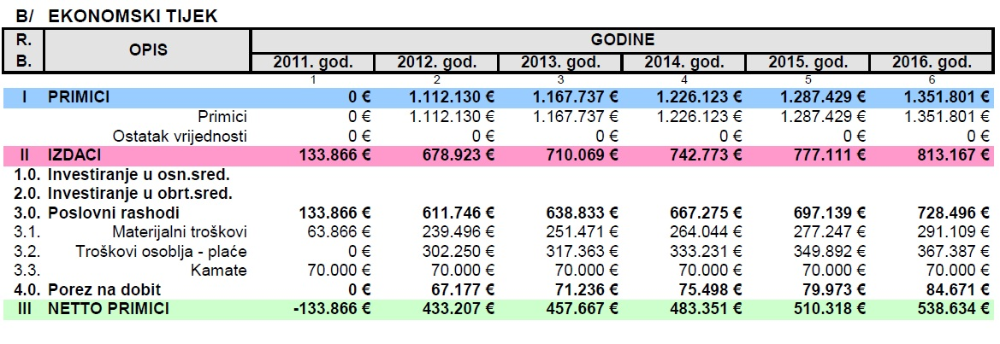 B/ EKONOMSKI TIJEK
R. B. OPIS GODINE
2011. god. 2012. god. 2013. god. 2014. god. 2015. god. 2016. god.
1 2 3 4 5 6
I PRIMICI 0 € 1.112.130 € 1.167.737 € 1.226.123 € 1.287.429 € 1.351.801 €
Primici 0 € 1.112.130 € 1.167.737 € 1.226.123 € 1.287.429 € 1.351.801 €
Ostatak vrijednosti 0 € 0 € 0 € 0 € 0 € 0 €
II IZDACI 133.866 € 678.923 € 710.069 € 742.773 € 777.111 € 813.167 €
1.0. Investiranje u osn.sred.
2.0. Investiranje u obrt.sred.
3.0. Poslovni rashodi 133.866 € 611.746 € 638.833 € 667.275 € 697.139 € 728.496 €
3.1. Materijalni troškovi 63.866 € 239.496 € 251.471 € 264.044 € 277.247 € 291.109 €
3.2. Troškovi osoblja - plaće 0 € 302.250 € 317.363 € 333.231 € 349.892 € 367.387 €
3.3. Kamate 70.000 € 70.000 € 70.000 € 70.000 € 70.000 € 70.000 €
4.0. Porez na dobit 0 € 67.177 € 71.236 € 75.498 € 79.973 € 84.671 €
III NETTO PRIMICI -133.866 € 433.207 € 457.667 € 483.351 € 510.318 € 538.634 €